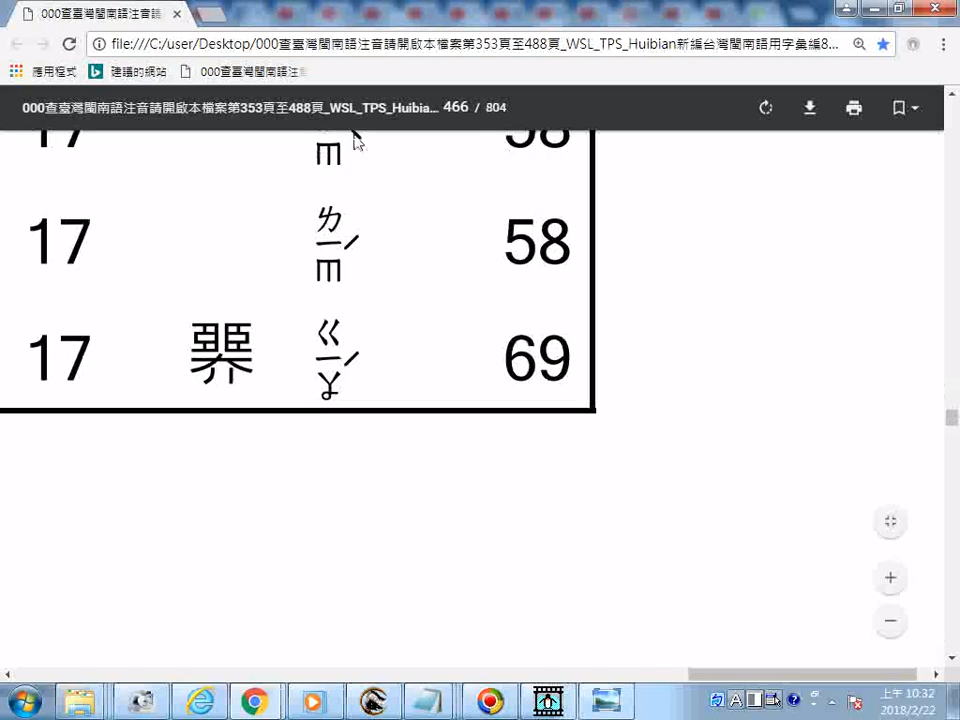 000查臺灣閩南語注音請
file:///C:/user/Desktop/000查臺灣閩南語注音請開啟本檔案第353頁至488頁_WSL_TPS_Huibian新編台灣閩南語用字彙編8...
應用程式 建議的網站 000查臺灣閩南語注音
000查臺灣閩南語注音請開啟本檔案第353頁至488頁_WSL_TPS_Huibia... 466 / 804
17 ㆬ 58
17 ㄌㄧㆬˊ 58
17 ㄍㄧㆩˊ 69
上午 10:32
2018/2/22